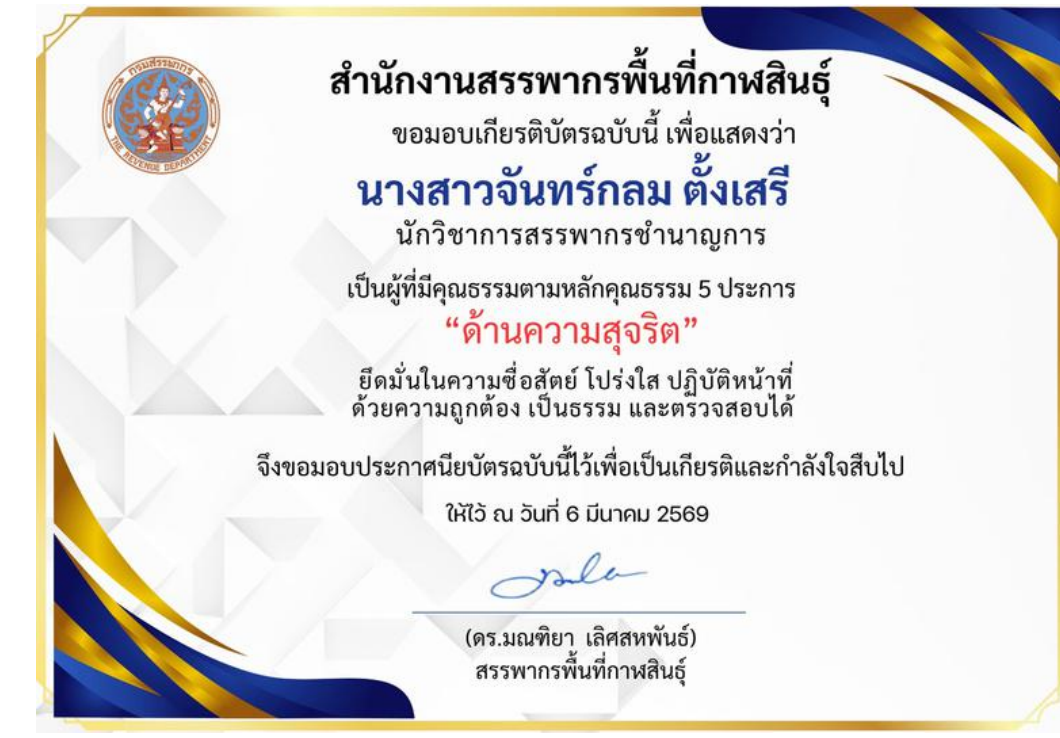 กรมสรรพากร
THE REVENUE DEPARTMENT
สำนักงานสรรพากรพื้นที่กาฬสินธุ์
ขอมอบเกียรติบัตรฉบับนี้ เพื่อแสดงว่า
นางสาวจันทร์กลม ตั้งเสรี
นักวิชาการสรรพากรชำนาญการ
เป็นผู้ที่มีคุณธรรมตามหลักคุณธรรม 5 ประการ
“ด้านความสุจริต”
ยึดมั่นในความซื่อสัตย์ โปร่งใส ปฏิบัติหน้าที่
ด้วยความถูกต้อง เป็นธรรม และตรวจสอบได้
จึงขอมอบประกาศนียบัตรฉบับนี้ไว้เพื่อเป็นเกียรติและกำลังใจสืบไป
ให้ไว้ ณ วันที่ 6 มีนาคม 2569
(ดร.มณฑิยา เลิศสหพันธ์)
สรรพากรพื้นที่กาฬสินธุ์